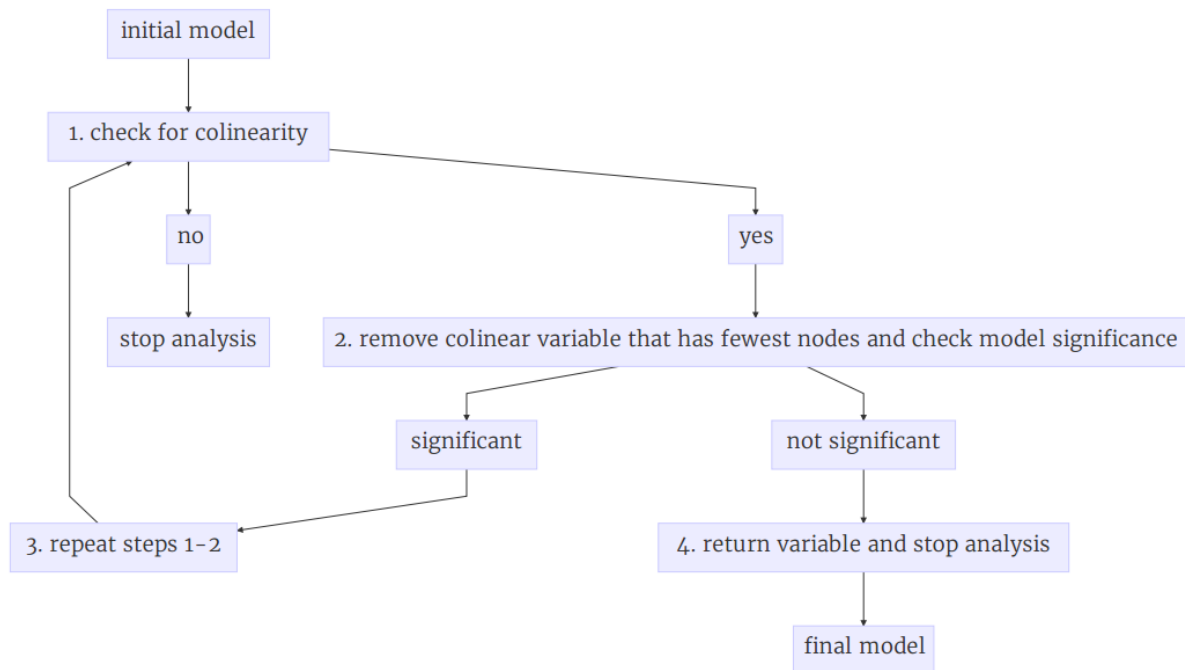 initial model
1. check for colinearity
no
yes
stop analysis
2. remove colinear variable that has fewest nodes and check model significance
significant
not significant
3. repeat steps 1-2
4. return variable and stop analysis
final model